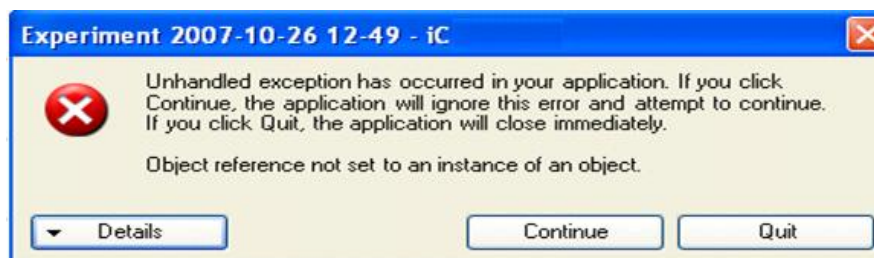 Experiment 2007-10-26 12-49 - iC
Unhandled exception has occurred in your application. If you click
Continue, the application will ignore this error and attempt to continue.
If you click Quit, the application will close immediately.
Object reference not set to an instance of an object.
Details
Continue
Quit